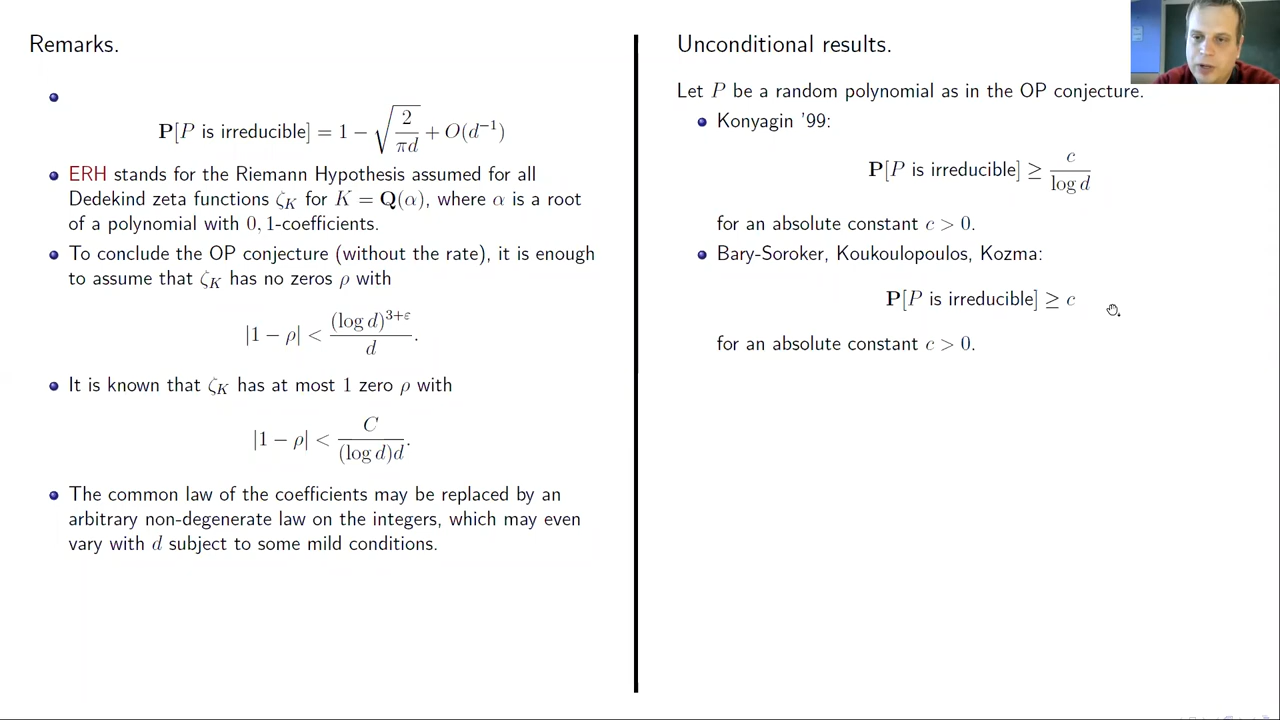 Remarks.
P[P is irreducible] = 1 − √(2/πd) + O(d⁻¹)
ERH stands for the Riemann Hypothesis assumed for all
Dedekind zeta functions ζ_K for K = Q(α), where α is a root
of a polynomial with 0, 1-coefficients.
To conclude the OP conjecture (without the rate), it is enough
to assume that ζ_K has no zeros ρ with
|1 − ρ| < (log d)^{3+ε} / d.
It is known that ζ_K has at most 1 zero ρ with
|1 − ρ| < C / (log d)d.
The common law of the coefficients may be replaced by an
arbitrary non-degenerate law on the integers, which may even
vary with d subject to some mild conditions.
Unconditional results.
Let P be a random polynomial as in the OP conjecture.
Konyagin '99:
P[P is irreducible] ≥ c / log d
for an absolute constant c > 0.
Bary-Soroker, Koukoulopoulos, Kozma:
P[P is irreducible] ≥ c
for an absolute constant c > 0.